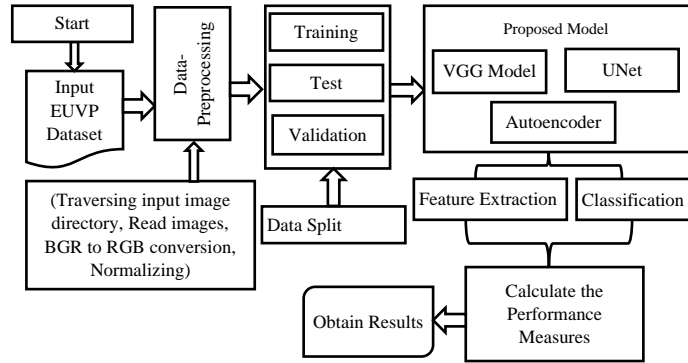 Start
Input
EUVP
Dataset
Data-
Preprocessing
Training
Test
Validation
Proposed Model
VGG Model
UNet
Autoencoder
(Traversing input image
directory, Read images,
BGR to RGB conversion,
Normalizing)
Data Split
Feature Extraction
Classification
Calculate the
Performance
Measures
Obtain Results